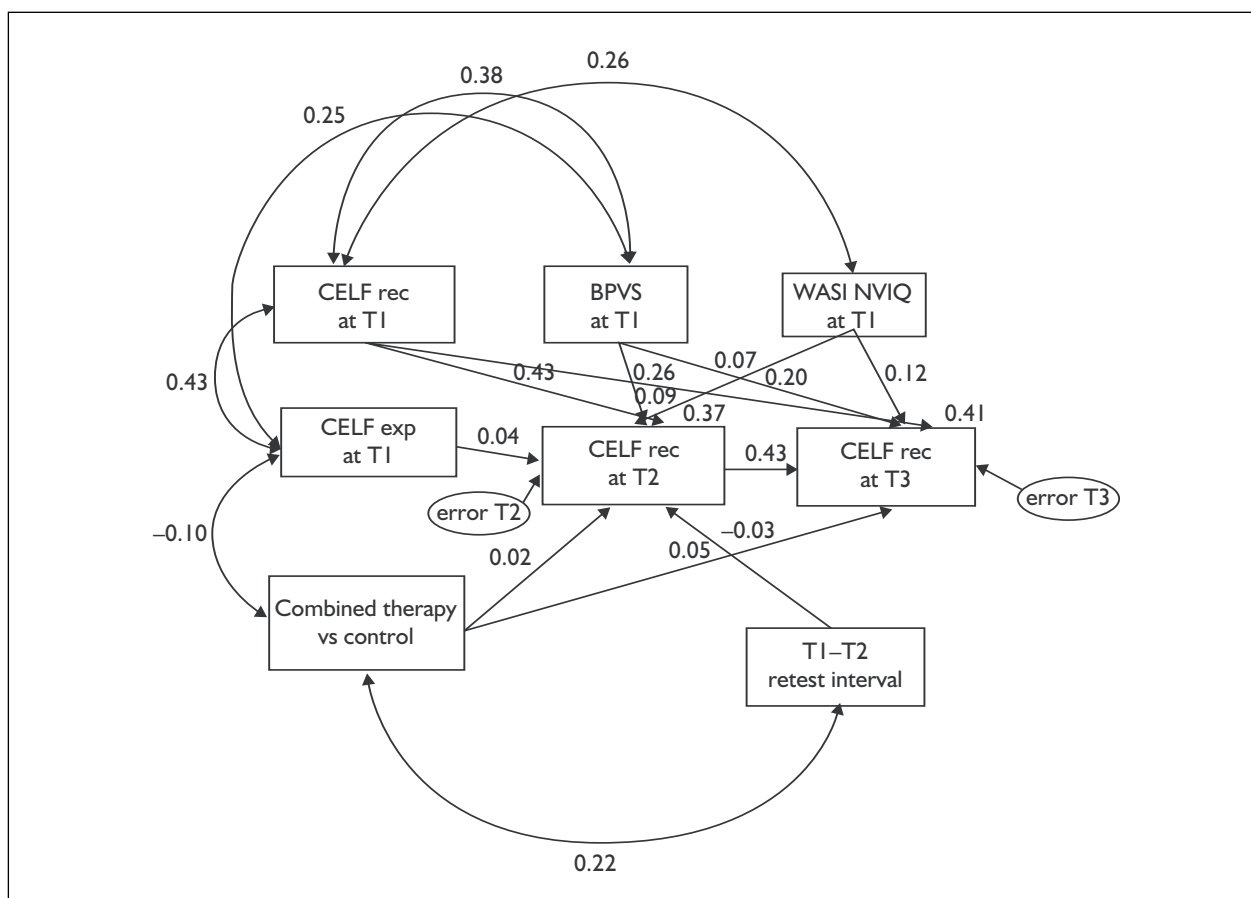 0.26
0.38
0.25
CELF rec
at T1
BPVS
at T1
WASI NVIQ
at T1
0.43
0.43
0.26
0.09
0.07
0.20
0.12
0.37
0.41
CELF exp
at T1
0.04
CELF rec
at T2
0.43
CELF rec
at T3
error T2
error T3
–0.10
0.02
–0.03
0.05
Combined therapy
vs control
T1–T2
retest interval
0.22